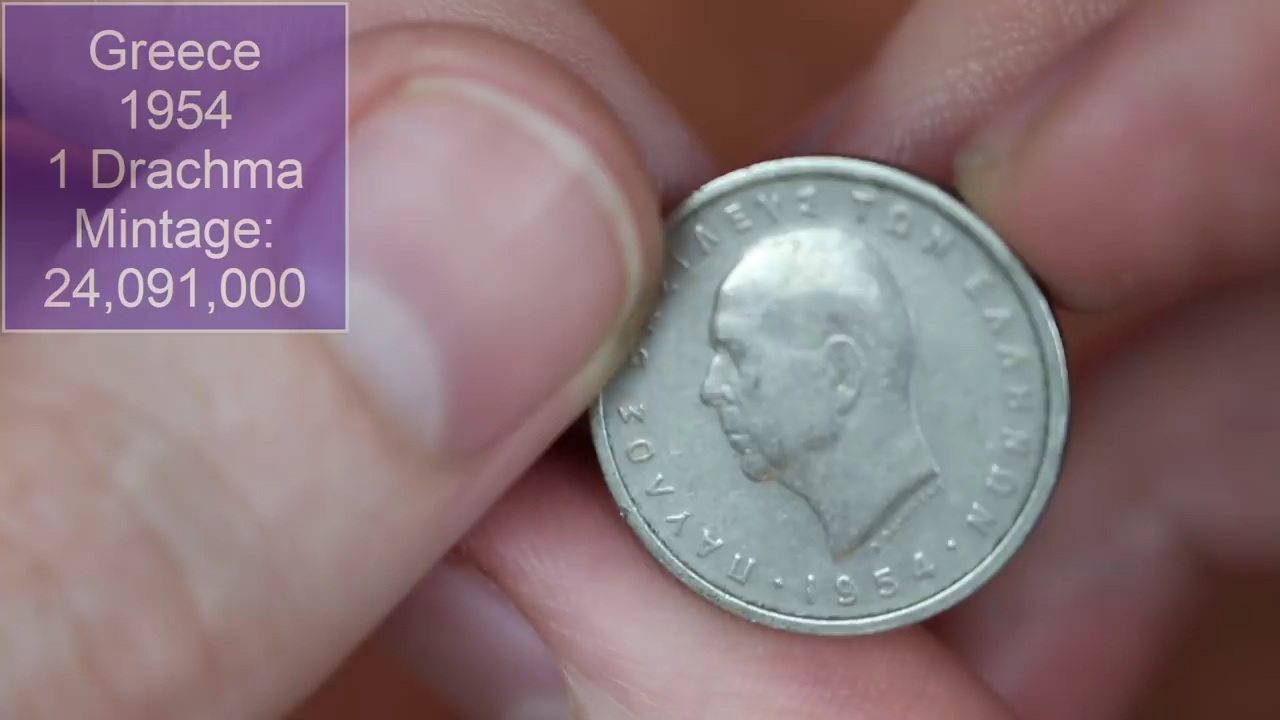 Greece
1954
1 Drachma
Mintage:
24,091,000
ΠΑΥΛΟΣ ΤΩΝ ΕΛΛΗΝΩΝ
· 1954 ·